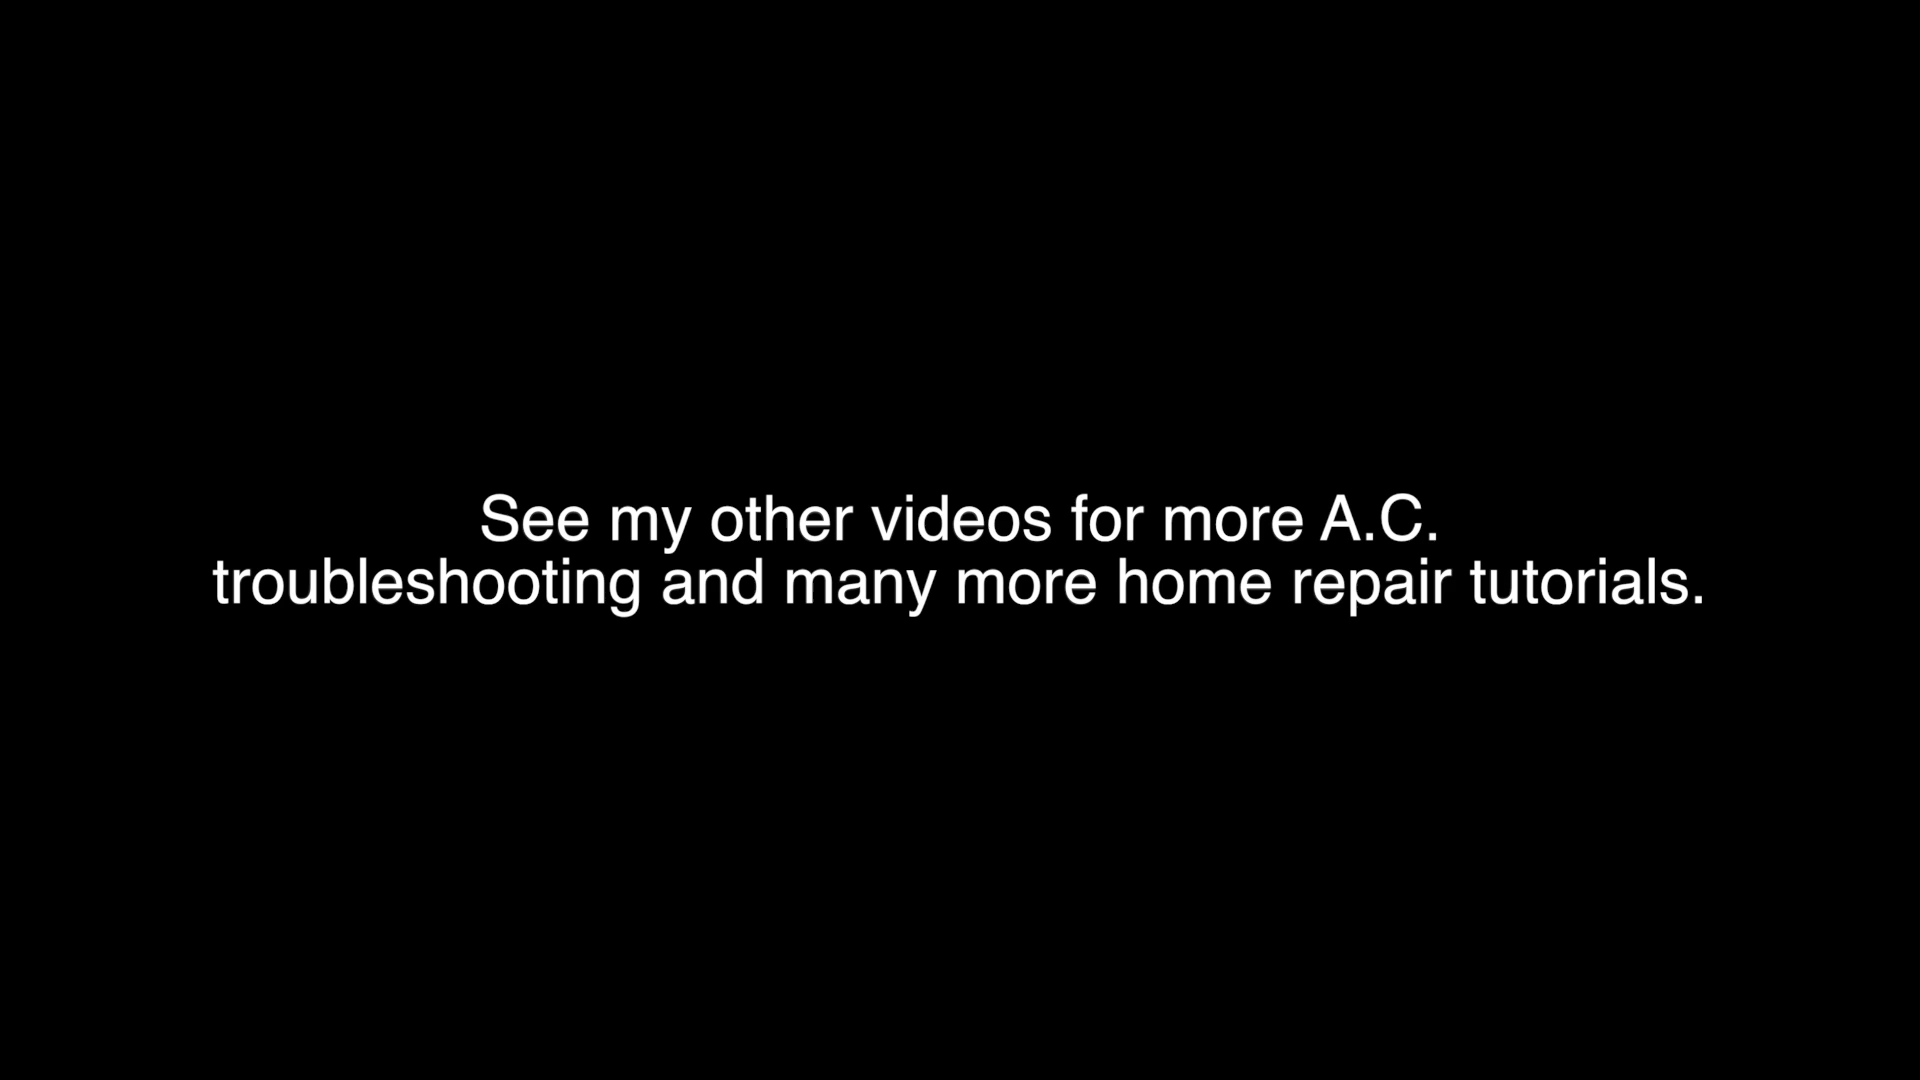 See my other videos for more A.C.
troubleshooting and many more home repair tutorials.